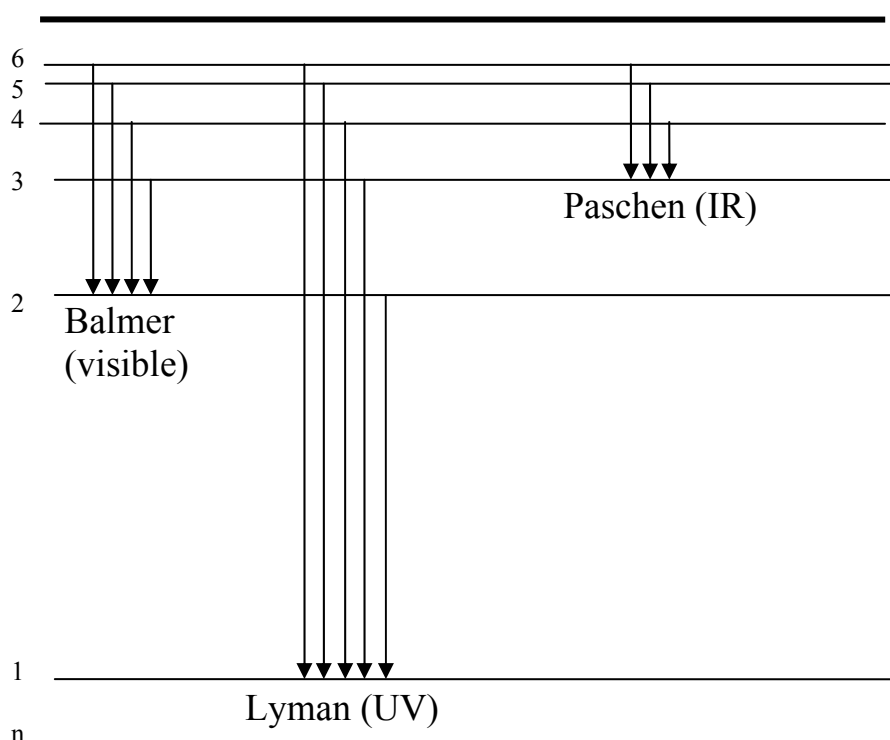 6
5
4
3
Paschen (IR)
2
Balmer
(visible)
1
Lyman (UV)
n